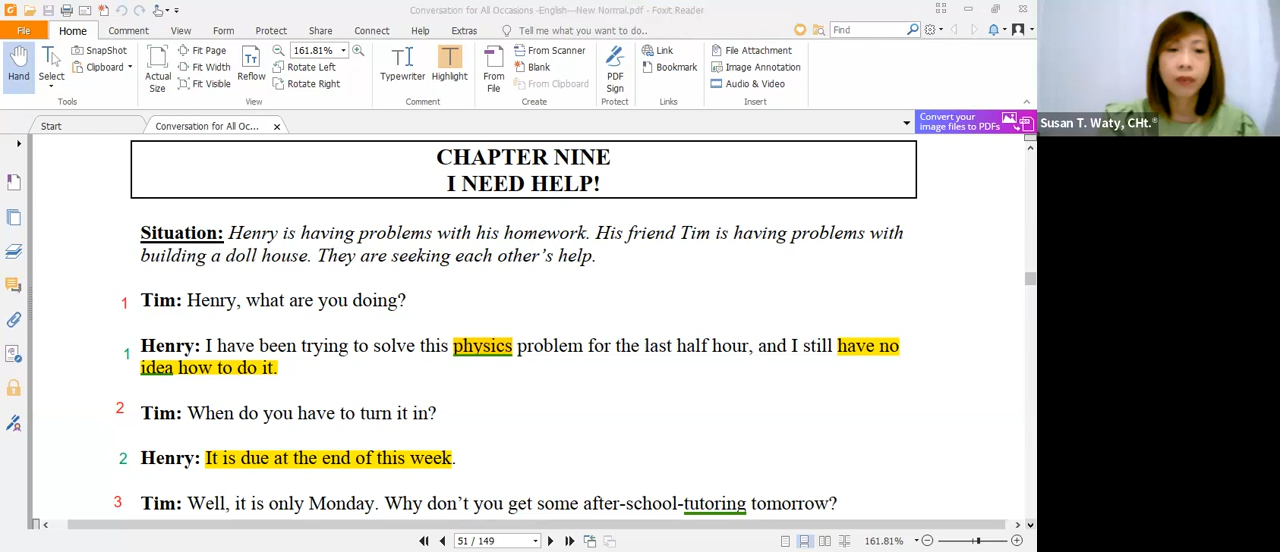 Conversation for All Occasions -English---New Normal.pdf - Foxit Reader
File Home Comment View Form Protect Share Connect Help Extras Tell me what you want to do.. Find
Hand
Select
SnapShot
Clipboard
Actual Size
Fit Page
Fit Width
Fit Visible
Reflow
161.81%
Rotate Left
Rotate Right
Typewriter
Highlight
From File
From Scanner
Blank
From Clipboard
PDF Sign
Link
Bookmark
File Attachment
Image Annotation
Audio & Video
Tools View Comment Create Protect Links Insert
Start Conversation for All Occ...
Convert your
image files to PDFs
Susan T. Waty, CHt.®
CHAPTER NINE
I NEED HELP!
Situation: Henry is having problems with his homework. His friend Tim is having problems with
building a doll house. They are seeking each other's help.
1 Tim: Henry, what are you doing?
1 Henry: I have been trying to solve this physics problem for the last half hour, and I still have no
idea how to do it.
2 Tim: When do you have to turn it in?
2 Henry: It is due at the end of this week.
3 Tim: Well, it is only Monday. Why don't you get some after-school-tutoring tomorrow?
51 / 149 161.81%